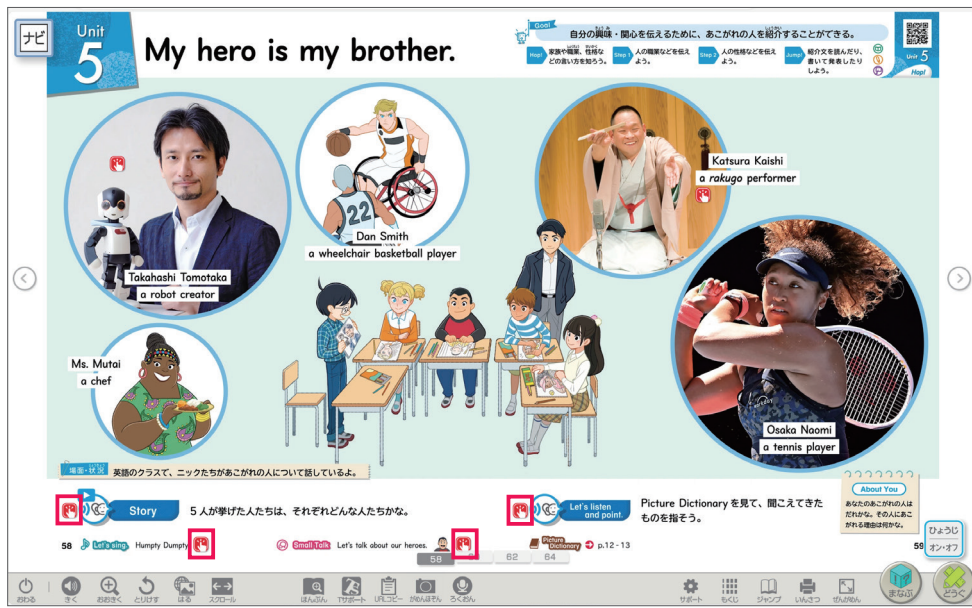 ナビ
Unit 5
My hero is my brother.
Goal
自分の興味・関心を伝えるために、あこがれの人を紹介することができる。
Hop!
家族や職業、性格な
どの言い方を知ろう。
Step 1
人の職業などを伝え
よう。
Step 2
人の性格などを伝え
よう。
Jump!
紹介文を読んだり、
書いて発表したり
しよう。
Unit 5
Hop!
Takahashi Tomotaka
a robot creator
22
Dan Smith
a wheelchair basketball player
Katsura Kaishi
a rakugo performer
Ms. Mutai
a chef
Osaka Naomi
a tennis player
場面・状況 英語のクラスで、ニックたちがあこがれの人について話しているよ。
Story
5人が挙げた人たちは、それぞれどんな人たちかな。
Let's listen
and point.
Picture Dictionaryを見て、聞こえてきた
ものを指そう。
About You
あなたのあこがれの人は
だれかな。その人にあこ
がれる理由は何かな。
58 Let's sing. Humpty Dumpty
Small Talk Let's talk about our heroes.
Picture
Dictionary
p.12-13
59
58 62 64
ひょうじ
オン・オフ
おわる
きく
おおきく
とりけす
はる
スクロール
ほんぶん
Tサポート
URLコピー
がめんほぞん
ろくおん
サポート
もくじ
ジャンプ
いんさつ
ぜんがめん
まなぶ
どうぐ